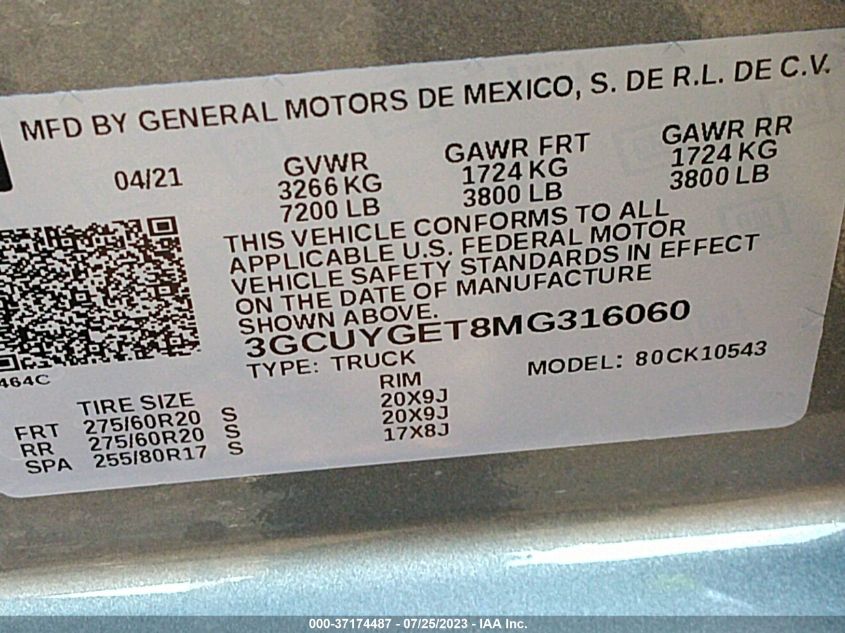 MFD BY GENERAL MOTORS DE MEXICO, S. DE R.L. DE C.V.
04/21 GVWR GAWR FRT GAWR RR
3266 KG 1724 KG 1724 KG
7200 LB 3800 LB 3800 LB
THIS VEHICLE CONFORMS TO ALL
APPLICABLE U.S. FEDERAL MOTOR
VEHICLE SAFETY STANDARDS IN EFFECT
ON THE DATE OF MANUFACTURE
SHOWN ABOVE.
3GCUYGET8MG316060
TYPE: TRUCK MODEL: 80CK10543
464C
TIRE SIZE RIM
FRT 275/60R20 S 20X9J
RR 275/60R20 S 20X9J
SPA 255/80R17 S 17X8J
000-37174487 - 07/25/2023 - IAA Inc.